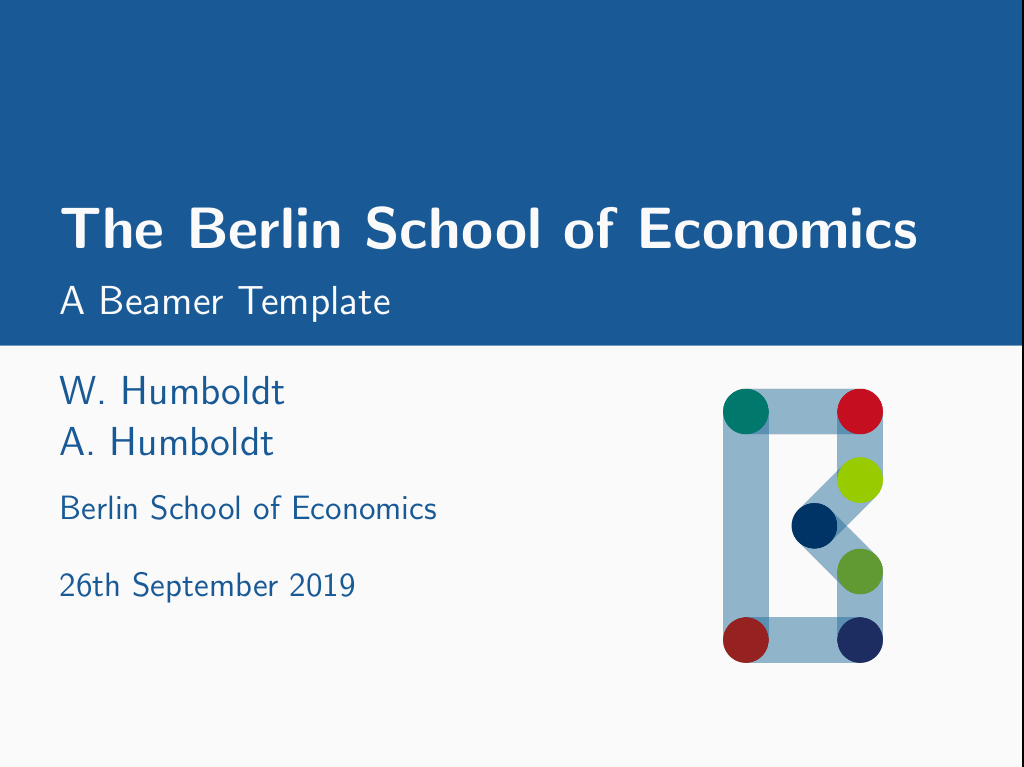 The Berlin School of Economics
A Beamer Template
W. Humboldt
A. Humboldt
Berlin School of Economics
26th September 2019